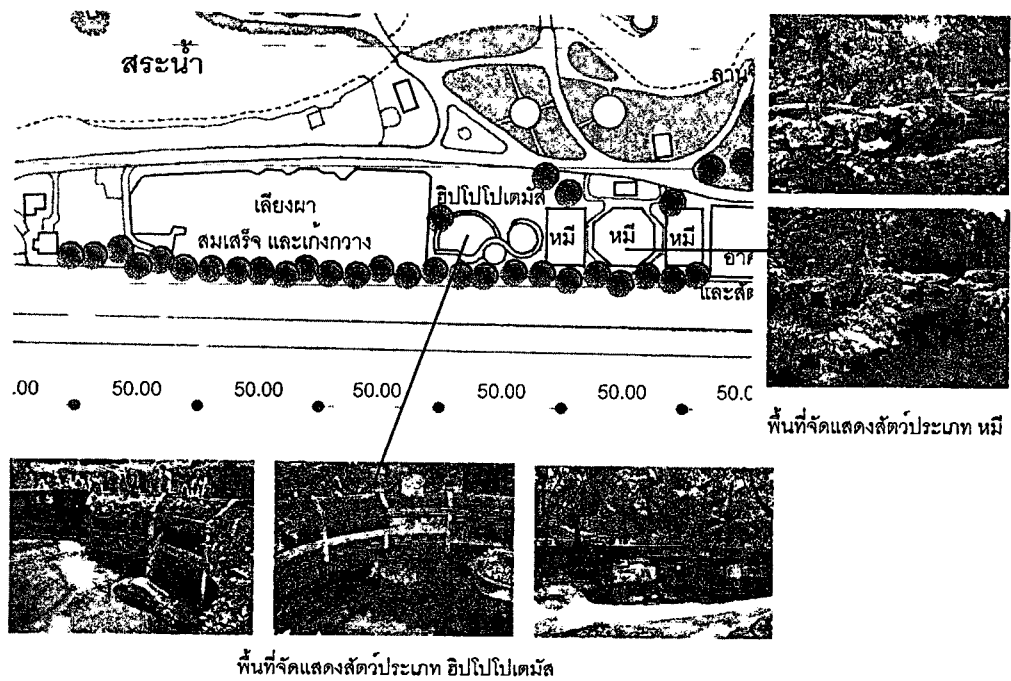 สระน้ำ
เลียงผา
สมเสร็จ และเก้งกวาง
ฮิปโปโปเตมัส
หมี
หมี
หมี
และสัต
.00 50.00 50.00 50.00 50.00 50.00 50.0
พื้นที่จัดแสดงสัตว์ประเภท หมี
พื้นที่จัดแสดงสัตว์ประเภท ฮิปโปโปเตมัส